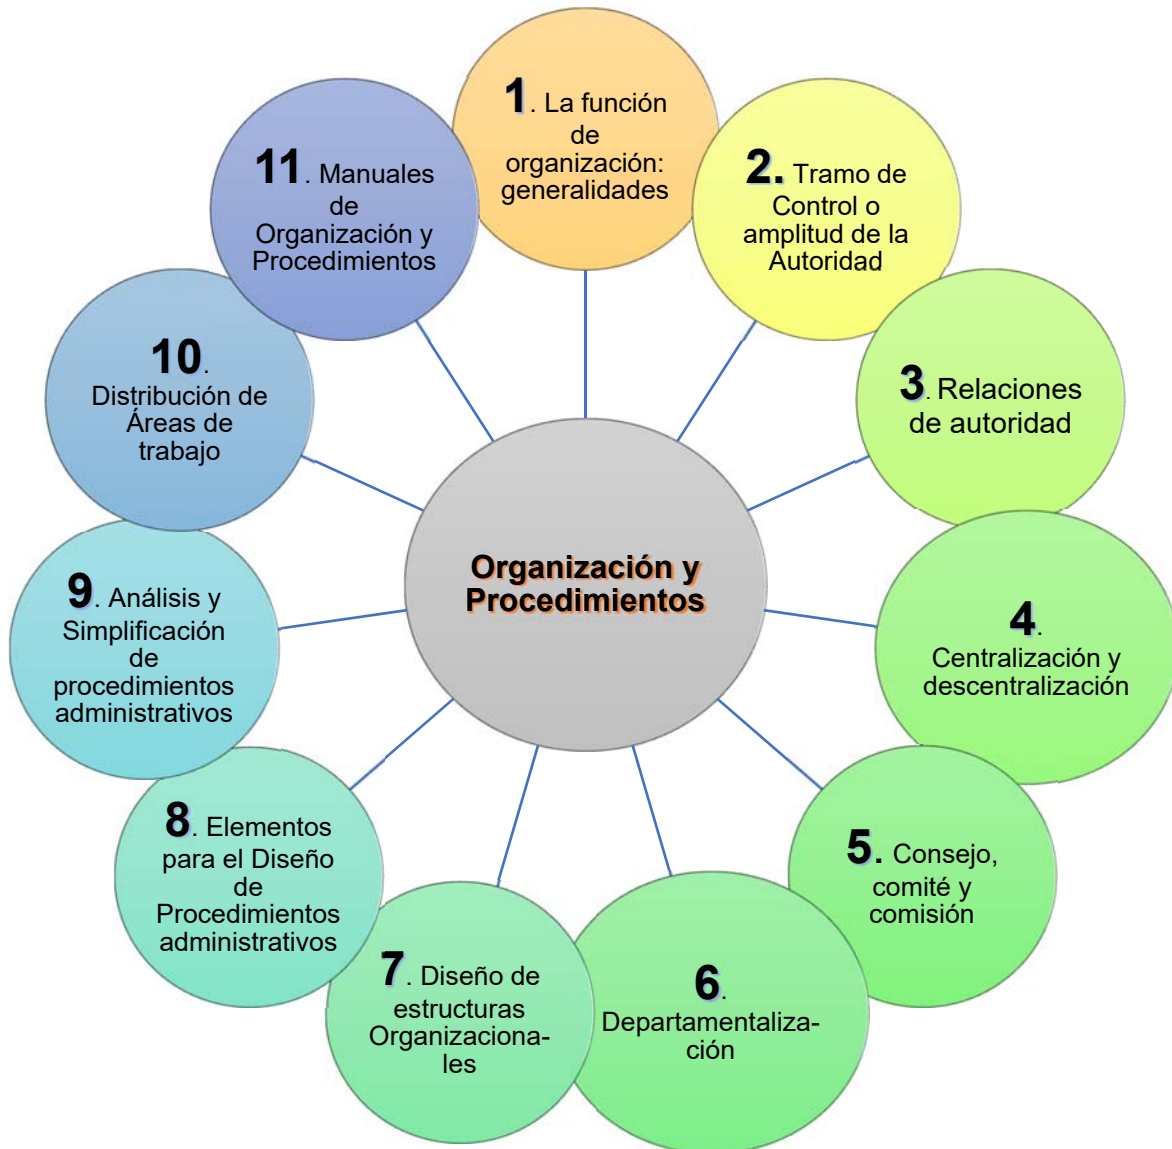 1. La función
de
organización:
generalidades
2. Tramo de
Control o
amplitud de la
Autoridad
3. Relaciones
de autoridad
4.
Centralización y
descentralización
5. Consejo,
comité y
comisión
6.
Departamentaliza-
ción
7. Diseño de
estructuras
Organizaciona-
les
8. Elementos
para el Diseño
de
Procedimientos
administrativos
9. Análisis y
Simplificación
de
procedimientos
administrativos
10.
Distribución de
Áreas de
trabajo
11. Manuales
de
Organización y
Procedimientos
Organización y
Procedimientos